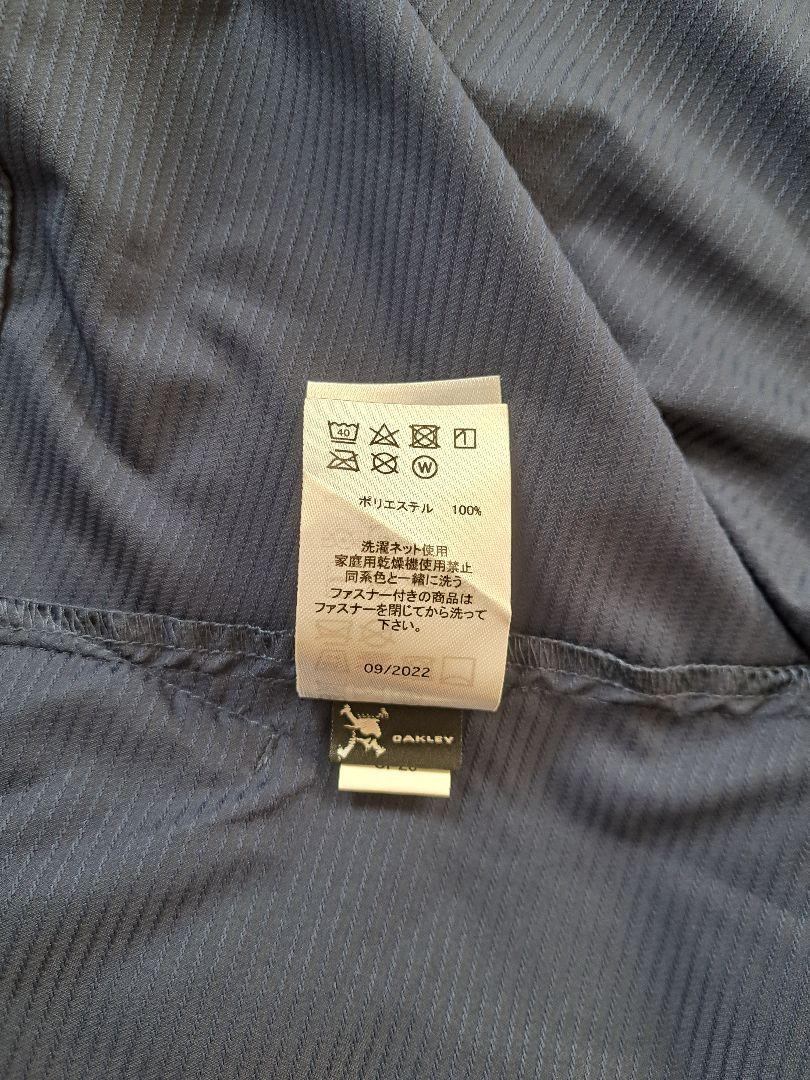 40
W
ポリエステル 100%
洗濯ネット使用
家庭用乾燥機使用禁止
同系色と一緒に洗う
ファスナー付きの商品は
ファスナーを閉じてから洗って
下さい。
09/2022
OAKLEY